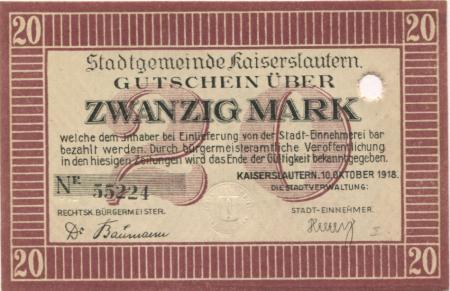 20 20
Stadtgemeinde Kaiserslautern.
GUTSCHEIN ÜBER
ZWANZIG MARK
welche dem Inhaber bei Einlieferung von der Stadt-Einnehmerei bar
bezahlt werden. Durch bürgermeisteramtliche Veröffentlichung
in den hiesigen Zeitungen wird das Ende der Gültigkeit bekanntgegeben.
KAISERSLAUTERN, 10. OKTOBER 1918.
DIE STADTVERWALTUNG:
NR. 55224
RECHTSK. BÜRGERMEISTER. STADT-EINNEHMER.
Dr Baumann
20 20